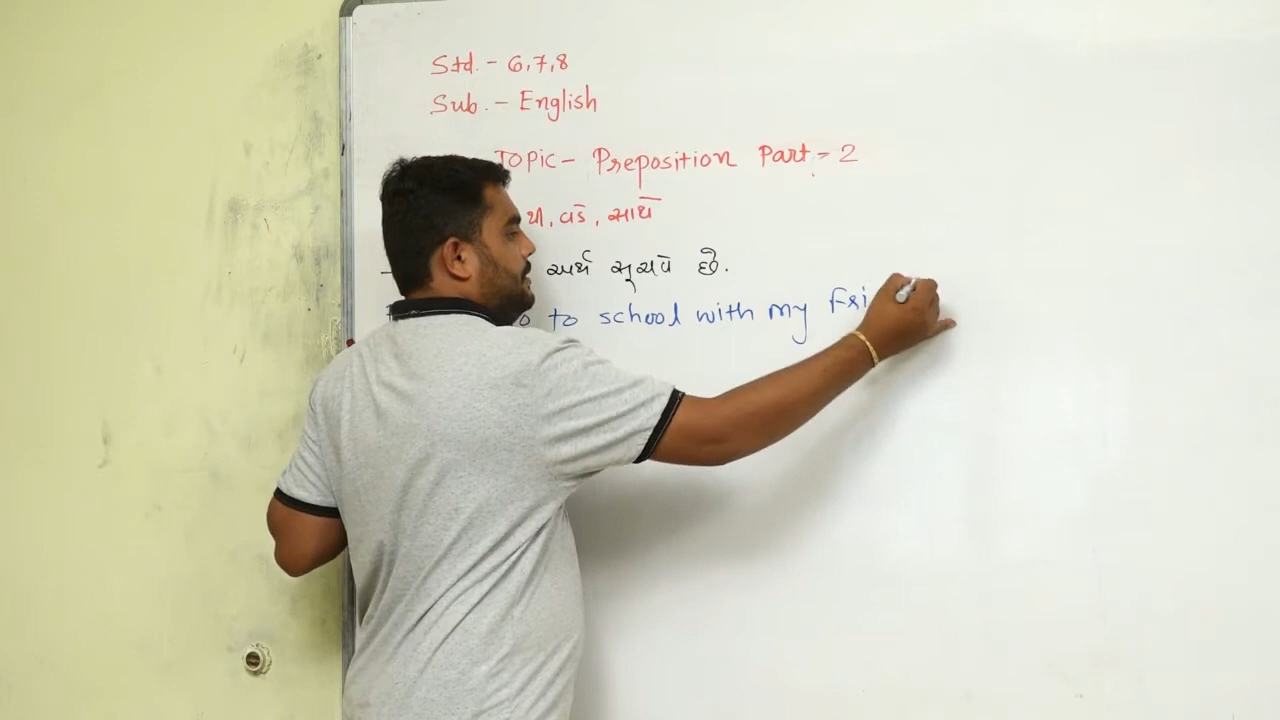 Std. - 6,7,8
Sub. - English
Topic - Preposition Part - 2
થી, વડે, સાથે
અર્થ સૂચવે છે.
to school with my Fri